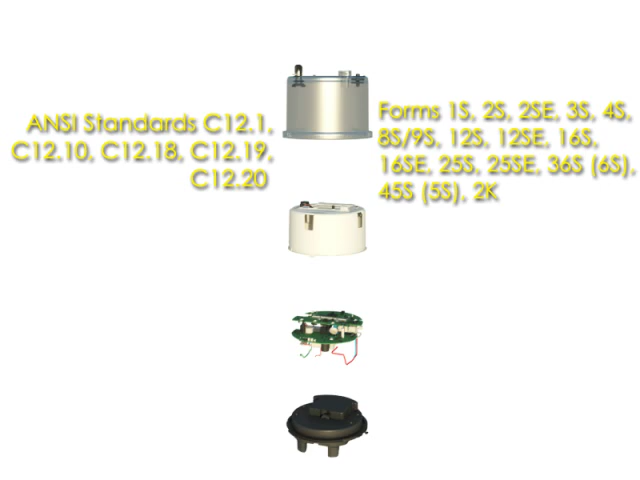 ANSI Standards C12.1,
C12.10, C12.18, C12.19,
C12.20
Forms 1S, 2S, 2SE, 3S, 4S,
8S/9S, 12S, 12SE, 16S,
16SE, 25S, 25SE, 36S (6S),
45S (5S), 2K